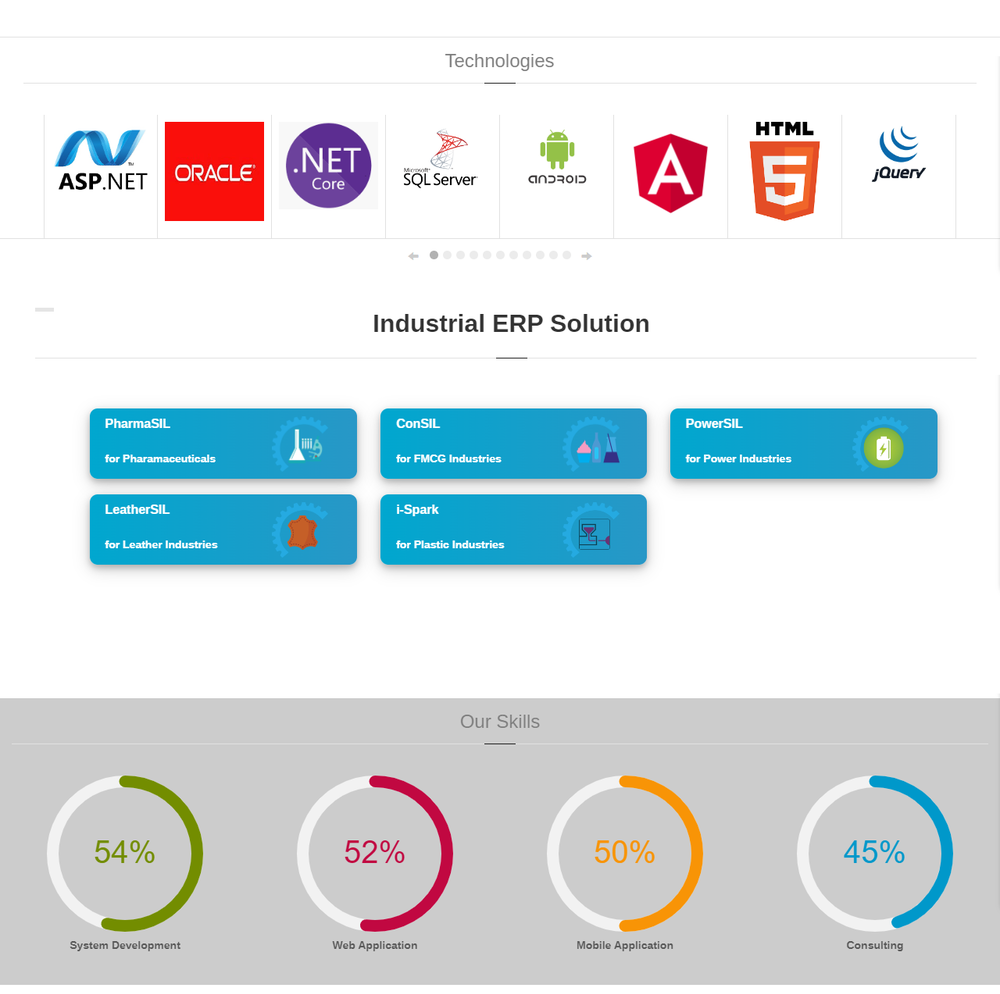 Technologies
ASP.NET
ORACLE
.NET
Core
Microsoft
SQL Server
ANDROID
A
HTML
5
jQuery
Industrial ERP Solution
PharmaSIL
for Pharamaceuticals
ConSIL
for FMCG Industries
PowerSIL
for Power Industries
LeatherSIL
for Leather Industries
i-Spark
for Plastic Industries
Our Skills
54%
52%
50%
45%
System Development
Web Application
Mobile Application
Consulting